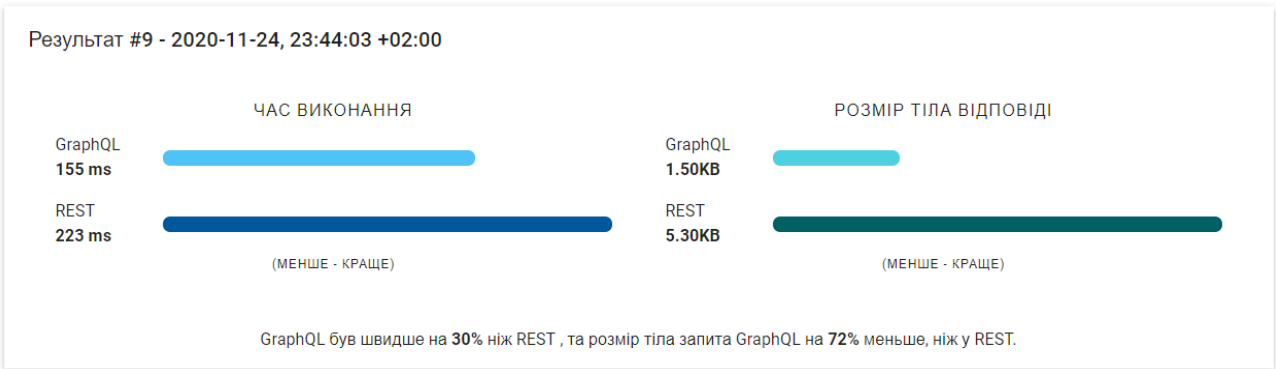 Результат #9 - 2020-11-24, 23:44:03 +02:00
ЧАС ВИКОНАННЯ
GraphQL
155 ms
REST
223 ms
(МЕНШЕ - КРАЩЕ)
РОЗМІР ТІЛА ВІДПОВІДІ
GraphQL
1.50KB
REST
5.30KB
(МЕНШЕ - КРАЩЕ)
GraphQL був швидше на 30% ніж REST , та розмір тіла запита GraphQL на 72% меньше, ніж у REST.